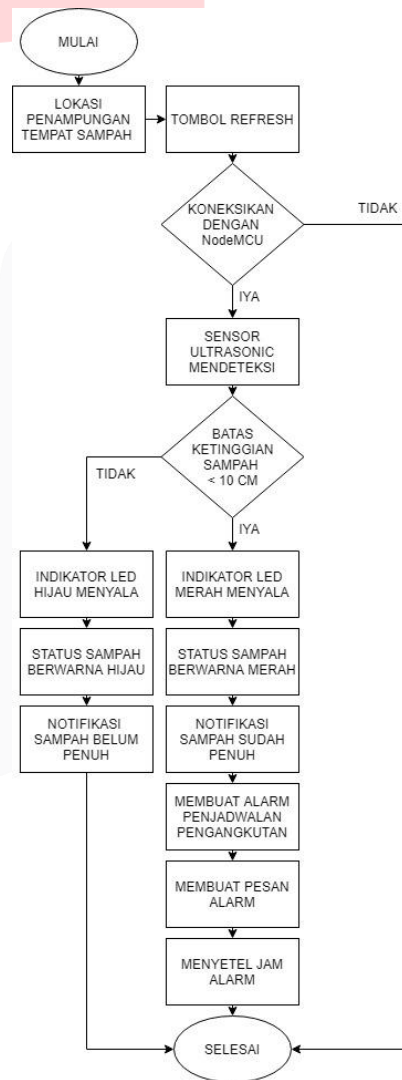 MULAI
LOKASI
PENAMPUNGAN
TEMPAT SAMPAH
TOMBOL REFRESH
KONEKSIKAN
DENGAN
NodeMCU
TIDAK
IYA
SENSOR
ULTRASONIC
MENDETEKSI
BATAS
KETINGGIAN
SAMPAH
< 10 CM
TIDAK
IYA
INDIKATOR LED
HIJAU MENYALA
INDIKATOR LED
MERAH MENYALA
STATUS SAMPAH
BERWARNA HIJAU
STATUS SAMPAH
BERWARNA MERAH
NOTIFIKASI
SAMPAH BELUM
PENUH
NOTIFIKASI
SAMPAH SUDAH
PENUH
MEMBUAT ALARM
PENJADWALAN
PENGANGKUTAN
MEMBUAT PESAN
ALARM
MENYETEL JAM
ALARM
SELESAI